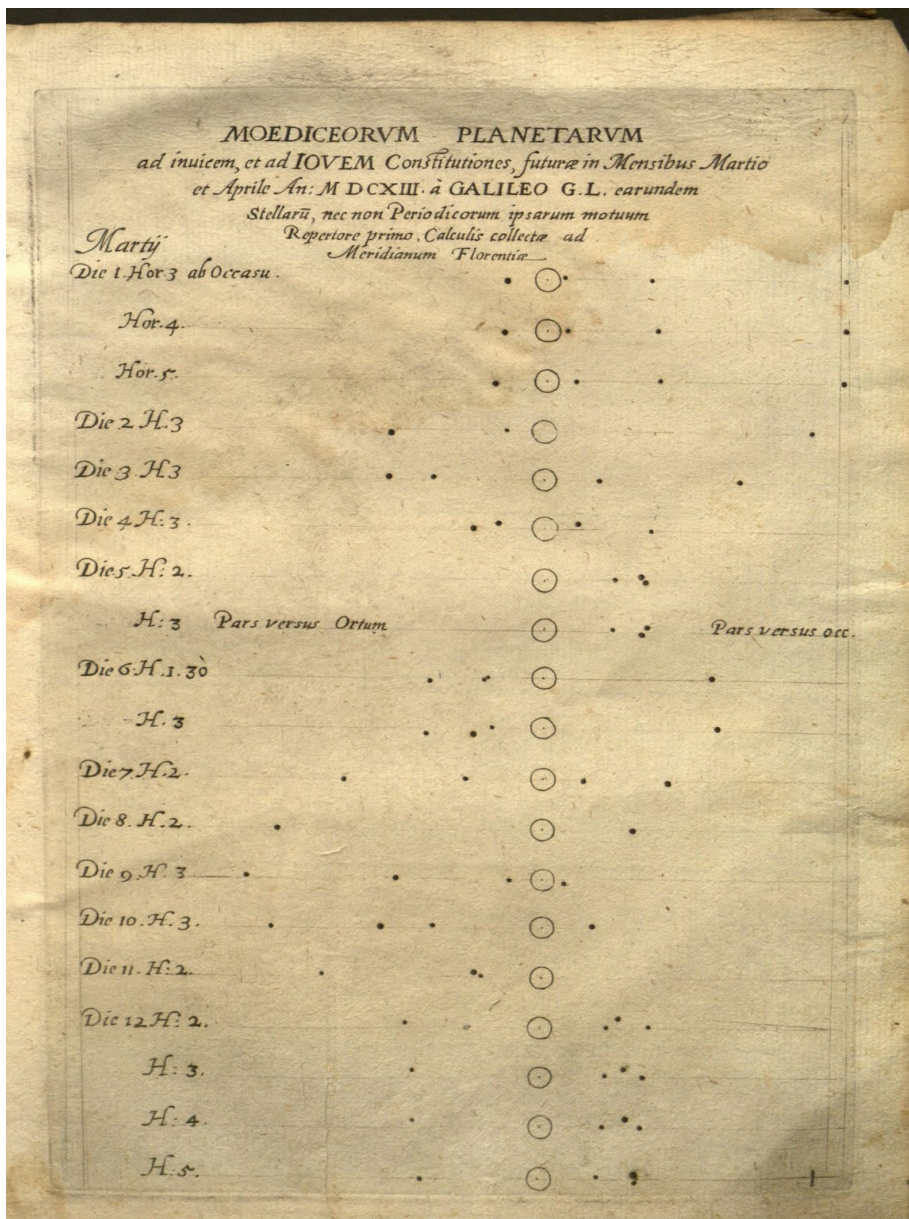 MOEDICEORVM PLANETARVM
ad inuicem, et ad IOVEM Constitutiones, futuræ in Mensibus Martio
et Aprile An: M DCXIII. à GALILEO G.L. earundem
Stellarū, nec non Periodicorum ipsarum motuum
Repertore primo, Calculis collectæ ad
Meridianum Florentiæ
Martij
Die 1. Hor. 3 ab Occasu.
Hor. 4.
Hor. 5.
Die 2 H. 3
Die 3 H. 3
Die 4 H: 3.
Die 5 H: 2.
H: 3 Pars versus Ortum Pars versus occ.
Die 6 H. 1. 30
H. 3
Die 7. H. 2.
Die 8. H. 2.
Die 9. H. 3
Die 10. H. 3.
Die 11. H: 2.
Die 12 H: 2.
H: 3.
H: 4.
H: 5.
1